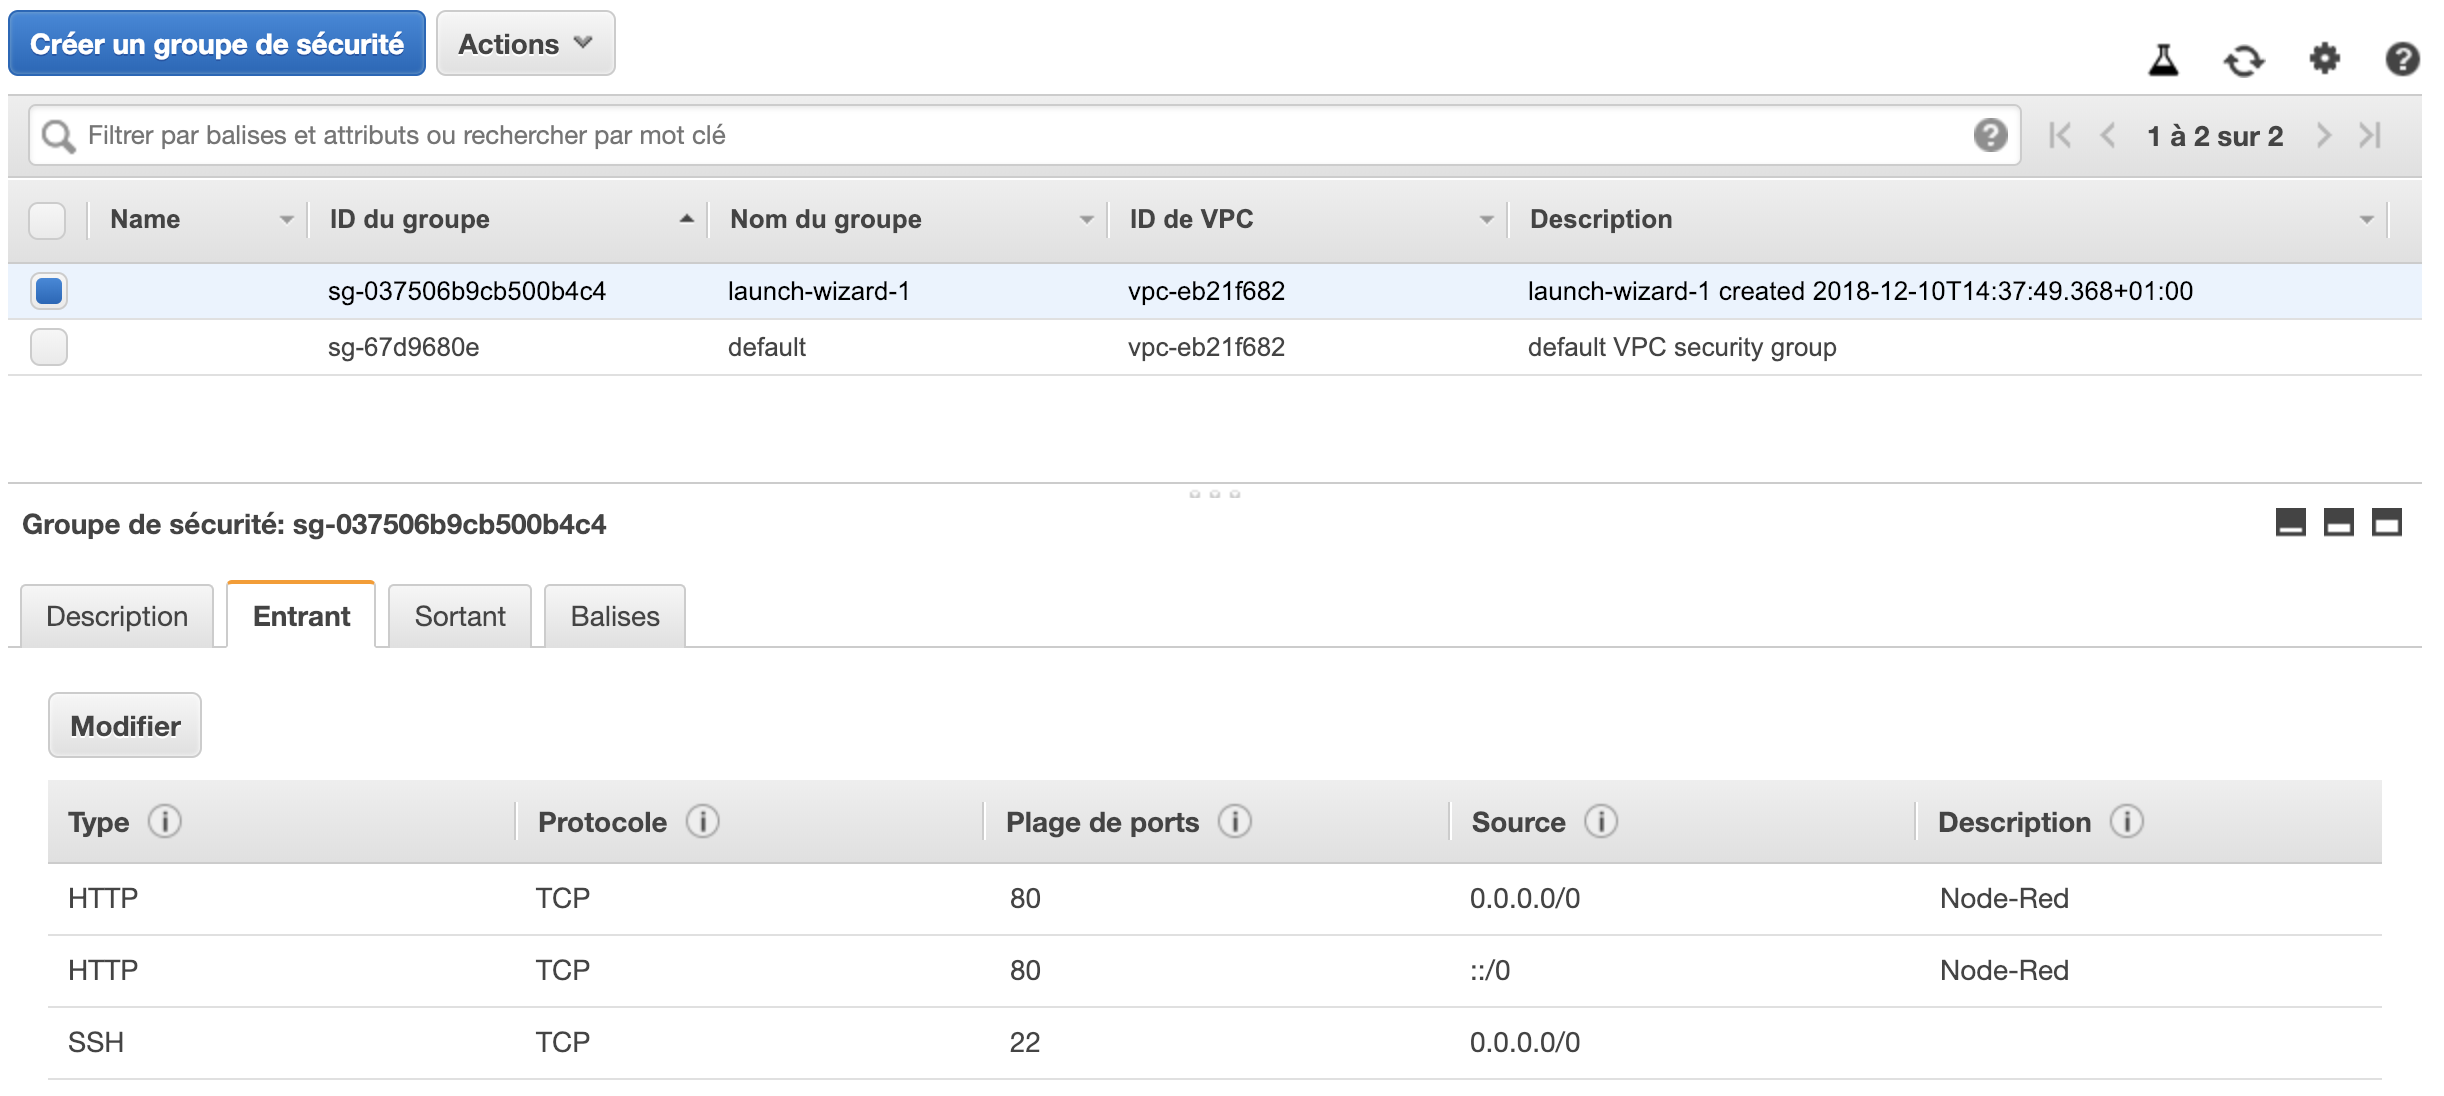 Créer un groupe de sécurité Actions
Filtrer par balises et attributs ou rechercher par mot clé 1 à 2 sur 2
Name ID du groupe Nom du groupe ID de VPC Description
sg-037506b9cb500b4c4 launch-wizard-1 vpc-eb21f682 launch-wizard-1 created 2018-12-10T14:37:49.368+01:00
sg-67d9680e default vpc-eb21f682 default VPC security group
Groupe de sécurité: sg-037506b9cb500b4c4
Description Entrant Sortant Balises
Modifier
Type Protocole Plage de ports Source Description
HTTP TCP 80 0.0.0.0/0 Node-Red
HTTP TCP 80 ::/0 Node-Red
SSH TCP 22 0.0.0.0/0